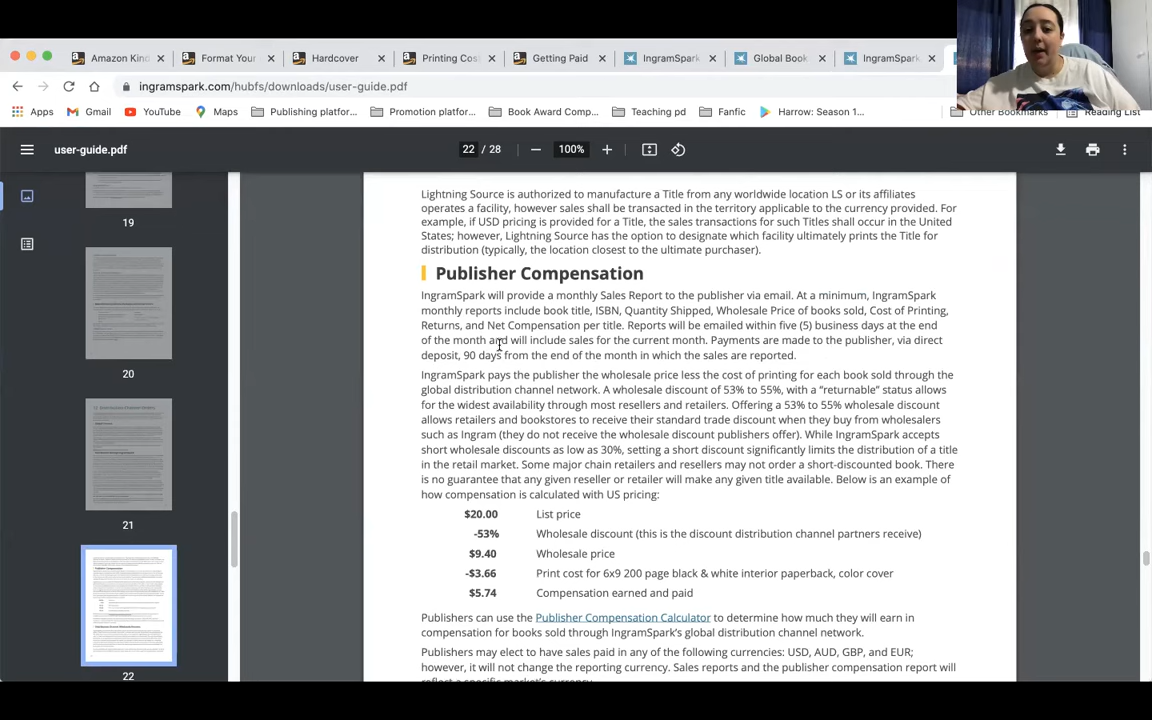 Amazon Kin
Format Your
Hardcover
Printing Cos
Getting Paid
IngramSpark
Global Book
IngramSpark
ingramspark.com/hubfs/downloads/user-guide.pdf
Apps
Gmail
YouTube
Maps
Publishing platfor...
Promotion platfor...
Book Award Comp...
Teaching pd
Fanfic
Harrow: Season 1...
Other Bookmarks
Reading List
user-guide.pdf
22 / 28
100%
19
20
21
22
Lightning Source is authorized to manufacture a Title from any worldwide location LS or its affiliates
operates a facility, however sales shall be transacted in the territory applicable to the currency provided. For
example, if USD pricing is provided for a Title, the sales transactions for such Titles shall occur in the United
States; however, Lightning Source has the option to designate which facility ultimately prints the Title for
distribution (typically, the location closest to the ultimate purchaser).
Publisher Compensation
IngramSpark will provide a monthly Sales Report to the publisher via email. At a minimum, IngramSpark
monthly reports include book title, ISBN, Quantity Shipped, Wholesale Price of books sold, Cost of Printing,
Returns, and Net Compensation per title. Reports will be emailed within five (5) business days at the end
of the month and will include sales for the current month. Payments are made to the publisher, via direct
deposit, 90 days from the end of the month in which the sales are reported.
IngramSpark pays the publisher the wholesale price less the cost of printing for each book sold through the
global distribution channel network. A wholesale discount of 53% to 55%, with a “returnable” status allows
for the widest availability through most resellers and retailers. Offering a 53% to 55% wholesale discount
allows retailers and bookstores to receive their standard trade discount when they buy from wholesalers
such as Ingram (they do not receive the wholesale discount publishers offer). While IngramSpark accepts
short wholesale discounts as low as 30%, setting a short discount significantly limits the distribution of a title
in the retail market. Some major chain retailers and resellers may not order a short-discounted book. There
is no guarantee that any given reseller or retailer will make any given title available. Below is an example of
how compensation is calculated with US pricing:
$20.00 List price
-53% Wholesale discount (this is the discount distribution channel partners receive)
$9.40 Wholesale price
-$3.66 Print cost for 6x9 200 page black & white interior paperback, color cover
$5.74 Compensation earned and paid
Publishers can use the Publisher Compensation Calculator to determine how much they will earn in
compensation for books sold through IngramSpark's global distribution channel network.
Publishers may elect to have sales paid in any of the following currencies: USD, AUD, GBP, and EUR;
however, it will not change the reporting currency. Sales reports and the publisher compensation report will
reflect a specific market's currency.